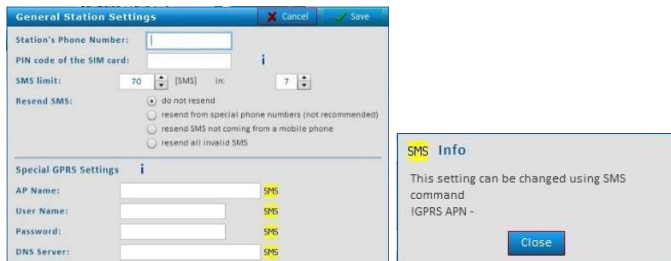 General Station Settings
Cancel
Save
Station's Phone Number:
PIN code of the SIM card:
i
SMS limit:
70
[SMS] in:
7
Resend SMS:
do not resend
resend from special phone numbers (not recommended)
resend SMS not coming from a mobile phone
resend all invalid SMS
Special GPRS Settings
i
AP Name:
SMS
User Name:
SMS
Password:
SMS
DNS Server:
SMS
SMS Info
This setting can be changed using SMS
command
!GPRS APN -
Close